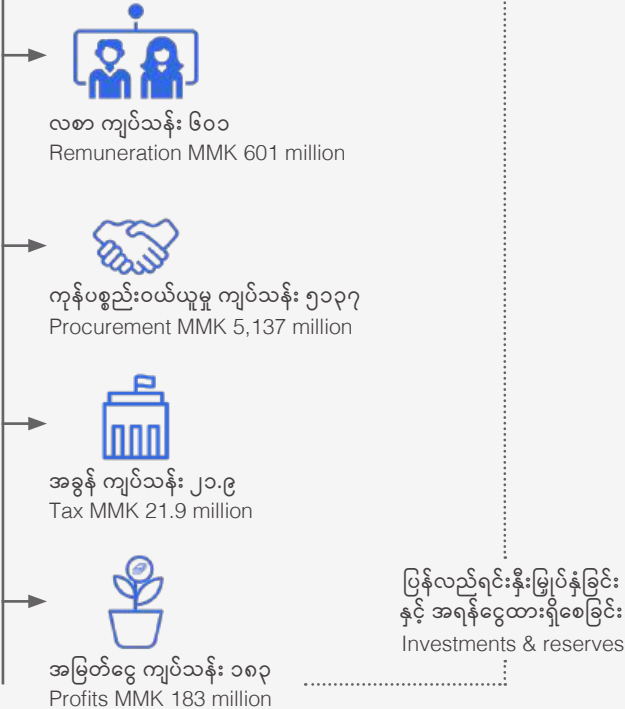 လစာ ကျပ်သန်း ၆၀၁
Remuneration MMK 601 million
ကုန်ပစ္စည်းဝယ်ယူမှု ကျပ်သန်း ၅၁၃၇
Procurement MMK 5,137 million
အခွန် ကျပ်သန်း ၂၁.၉
Tax MMK 21.9 million
အမြတ်ငွေ ကျပ်သန်း ၁၈၃
Profits MMK 183 million
ပြန်လည်ရင်းနှီးမြှုပ်နှံခြင်း
နှင့် အရန်ငွေထားရှိစေခြင်း
Investments & reserves